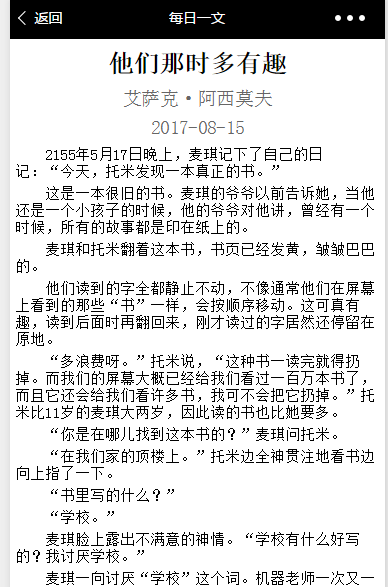 返回
每日一文
他们那时多有趣
艾萨克·阿西莫夫
2017-08-15
2155年5月17日晚上，麦琪记下了自己的日
记：“今天，托米发现一本真正的书。”
这是一本很旧的书。麦琪的爷爷以前告诉她，当他
还是一个小孩子的时候，他的爷爷对他讲，曾经有一个
时候，所有的故事都是印在纸上的。
麦琪和托米翻着这本书，书页已经发黄，皱皱巴巴
的。
他们读到的字全都静止不动，不像通常他们在屏幕
上看到的那些“书”一样，会按顺序移动。这可真有
趣，读到后面时再翻回来，刚才读过的字居然还停留在
原地。
“多浪费呀。”托米说，“这种书一读完就得扔
掉。而我们的屏幕大概已经给我们看过一百万本书了，
而且它还会给我们看许多书，我可不会把它扔掉。”托
米比11岁的麦琪大两岁，因此读的书也比她要多。
“你是在哪儿找到这本书的？”麦琪问托米。
“在我们家的顶楼上。”托米边全神贯注地看书边
向上指了一下。
“书里写的什么？”
“学校。”
麦琪脸上露出不满意的神情。“学校有什么好写
的？我讨厌学校。”
麦琪一向讨厌“学校”这个词。机器老师一次又一